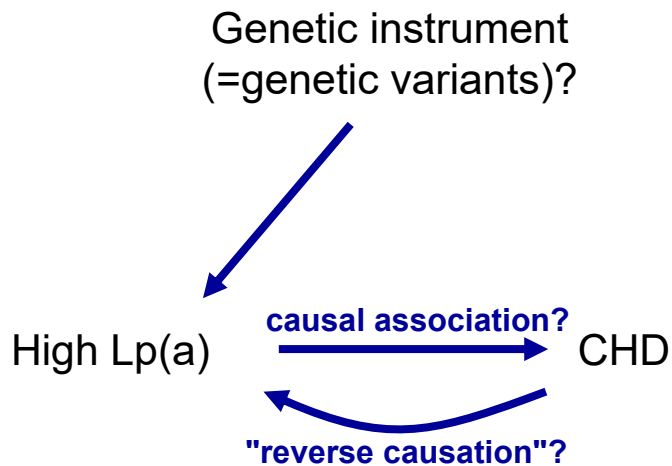 Genetic instrument
(=genetic variants)?
causal association?
High Lp(a)
CHD
"reverse causation"?